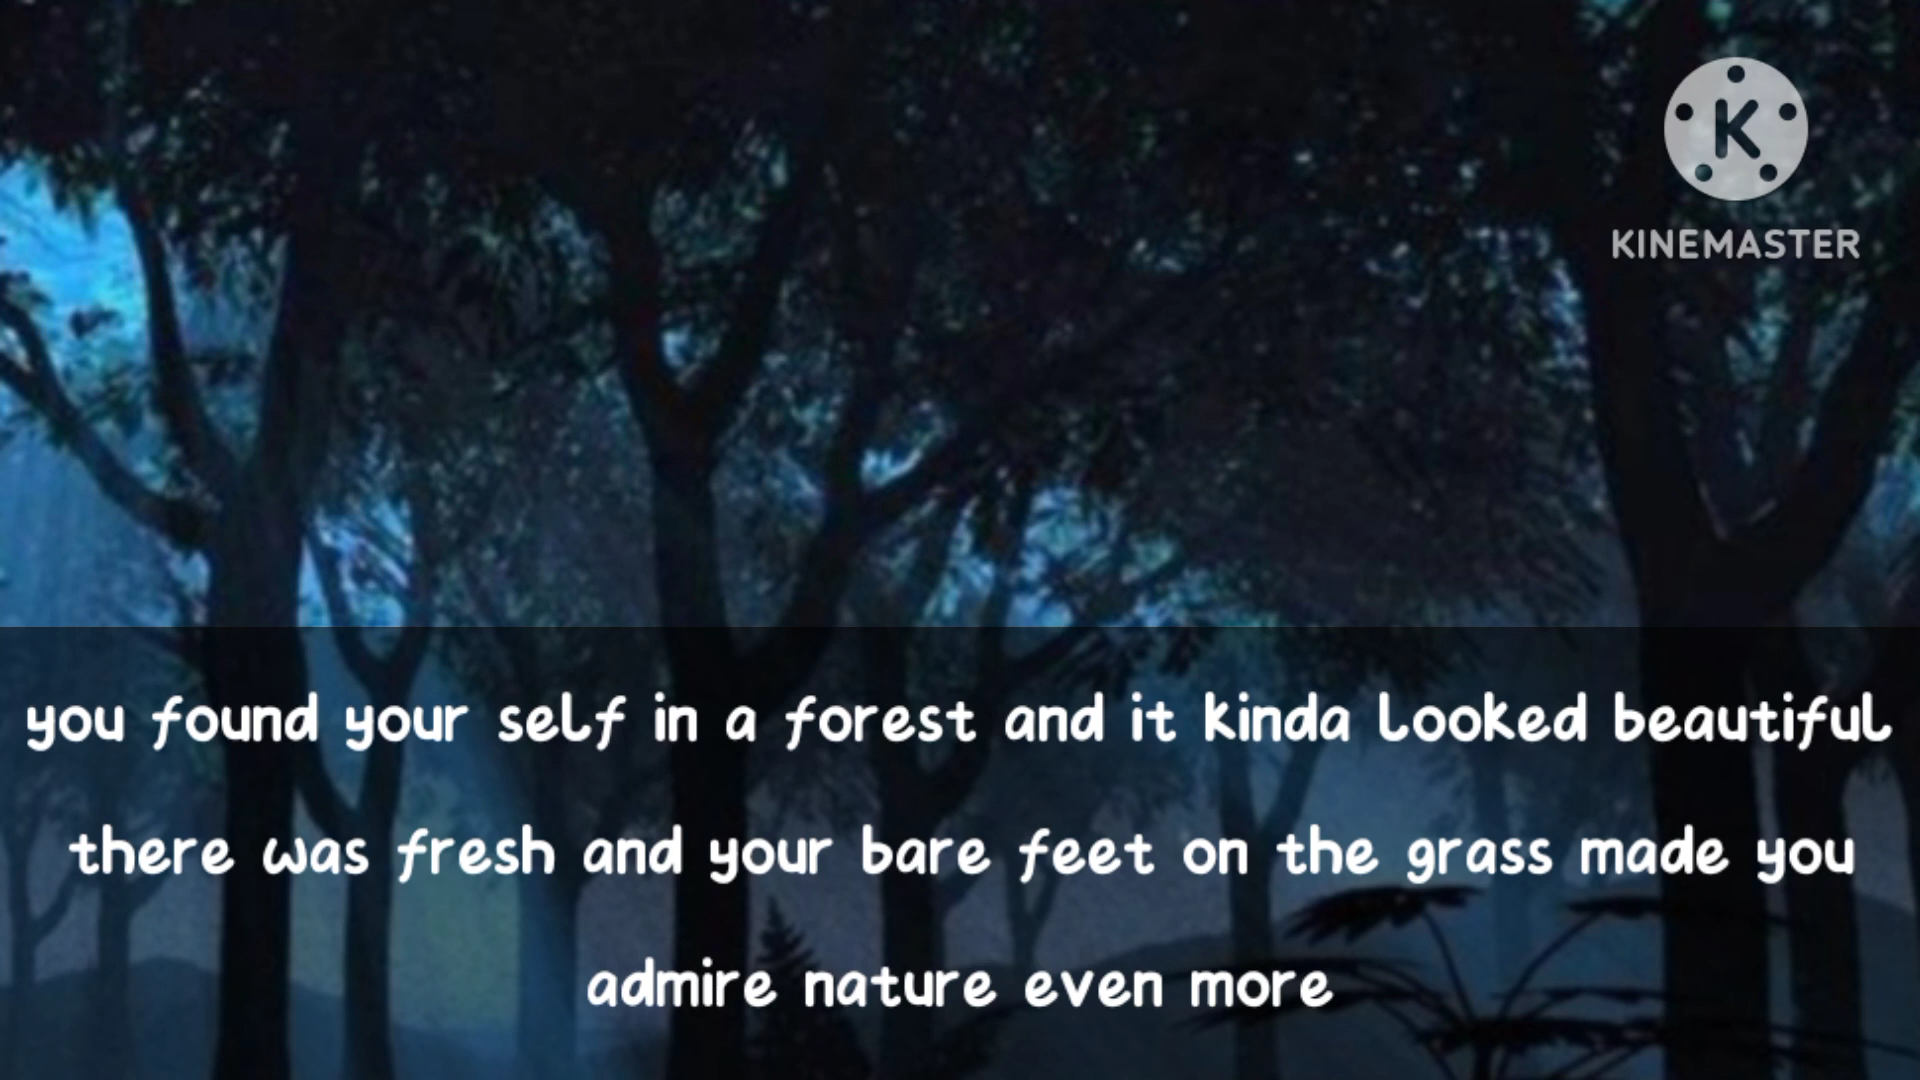 K
KINEMASTER
you found your self in a forest and it kinda looked beautiful
there was fresh and your bare feet on the grass made you
admire nature even more